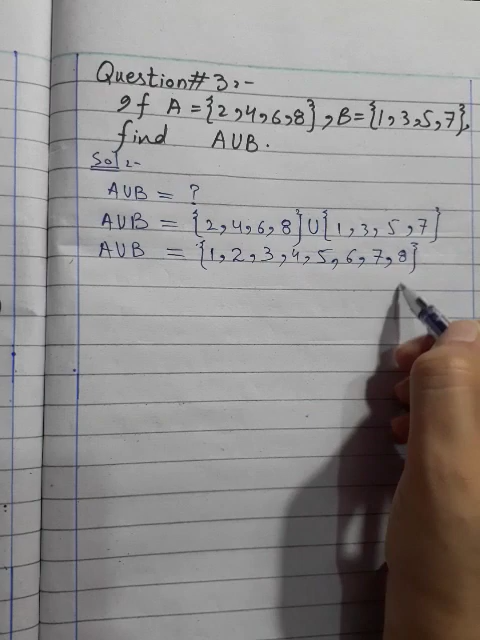 Question# 3:-
If A = {2,4,6,8}, B={1,3,5,7},
find AUB.
Sol:-
AUB = ?
AUB = {2,4,6,8}U{1,3,5,7}
AUB = {1,2,3,4,5,6,7,8}